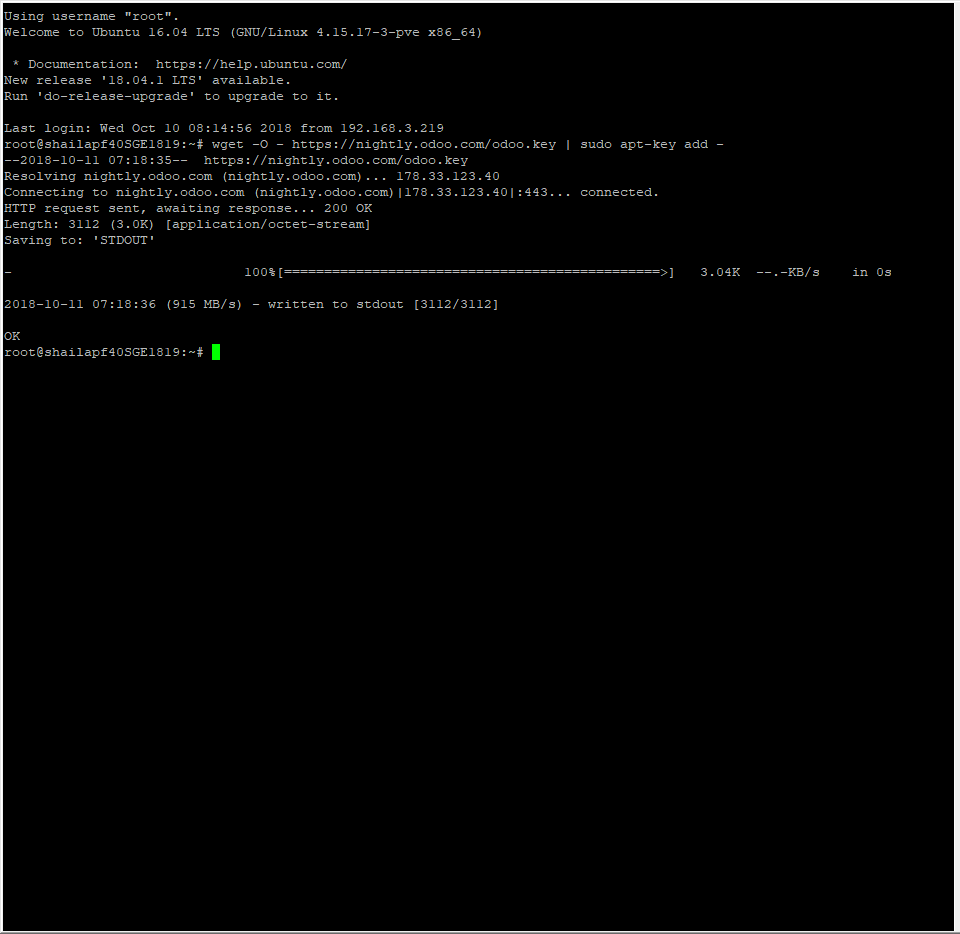 Using username "root".
Welcome to Ubuntu 16.04 LTS (GNU/Linux 4.15.17-3-pve x86_64)
* Documentation:  https://help.ubuntu.com/
New release '18.04.1 LTS' available.
Run 'do-release-upgrade' to upgrade to it.
Last login: Wed Oct 10 08:14:56 2018 from 192.168.3.219
root@shailapf40SGE1819:~# wget -O - https://nightly.odoo.com/odoo.key | sudo apt-key add -
--2018-10-11 07:18:35--  https://nightly.odoo.com/odoo.key
Resolving nightly.odoo.com (nightly.odoo.com)... 178.33.123.40
Connecting to nightly.odoo.com (nightly.odoo.com)|178.33.123.40|:443... connected.
HTTP request sent, awaiting response... 200 OK
Length: 3112 (3.0K) [application/octet-stream]
Saving to: 'STDOUT'
-                             100%[===============================================>]   3.04K  --.-KB/s    in 0s
2018-10-11 07:18:36 (915 MB/s) - written to stdout [3112/3112]
OK
root@shailapf40SGE1819:~#